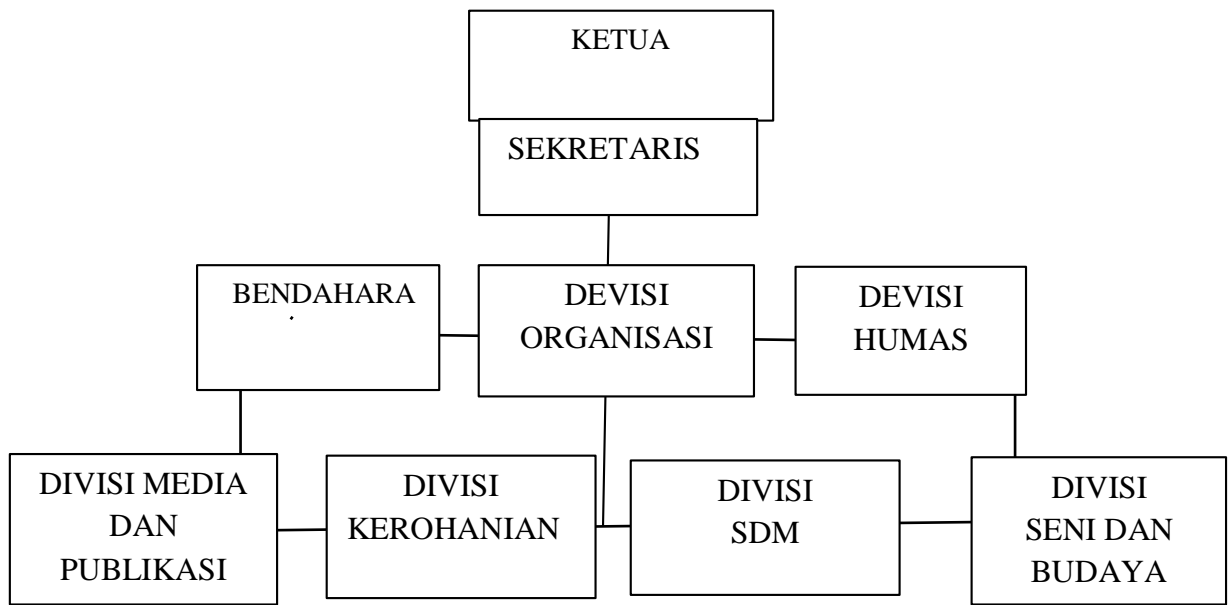 KETUA
SEKRETARIS
BENDAHARA
DEVISI
ORGANISASI
DEVISI
HUMAS
DIVISI MEDIA
DAN
PUBLIKASI
DIVISI
KEROHANIAN
DIVISI
SDM
DIVISI
SENI DAN
BUDAYA